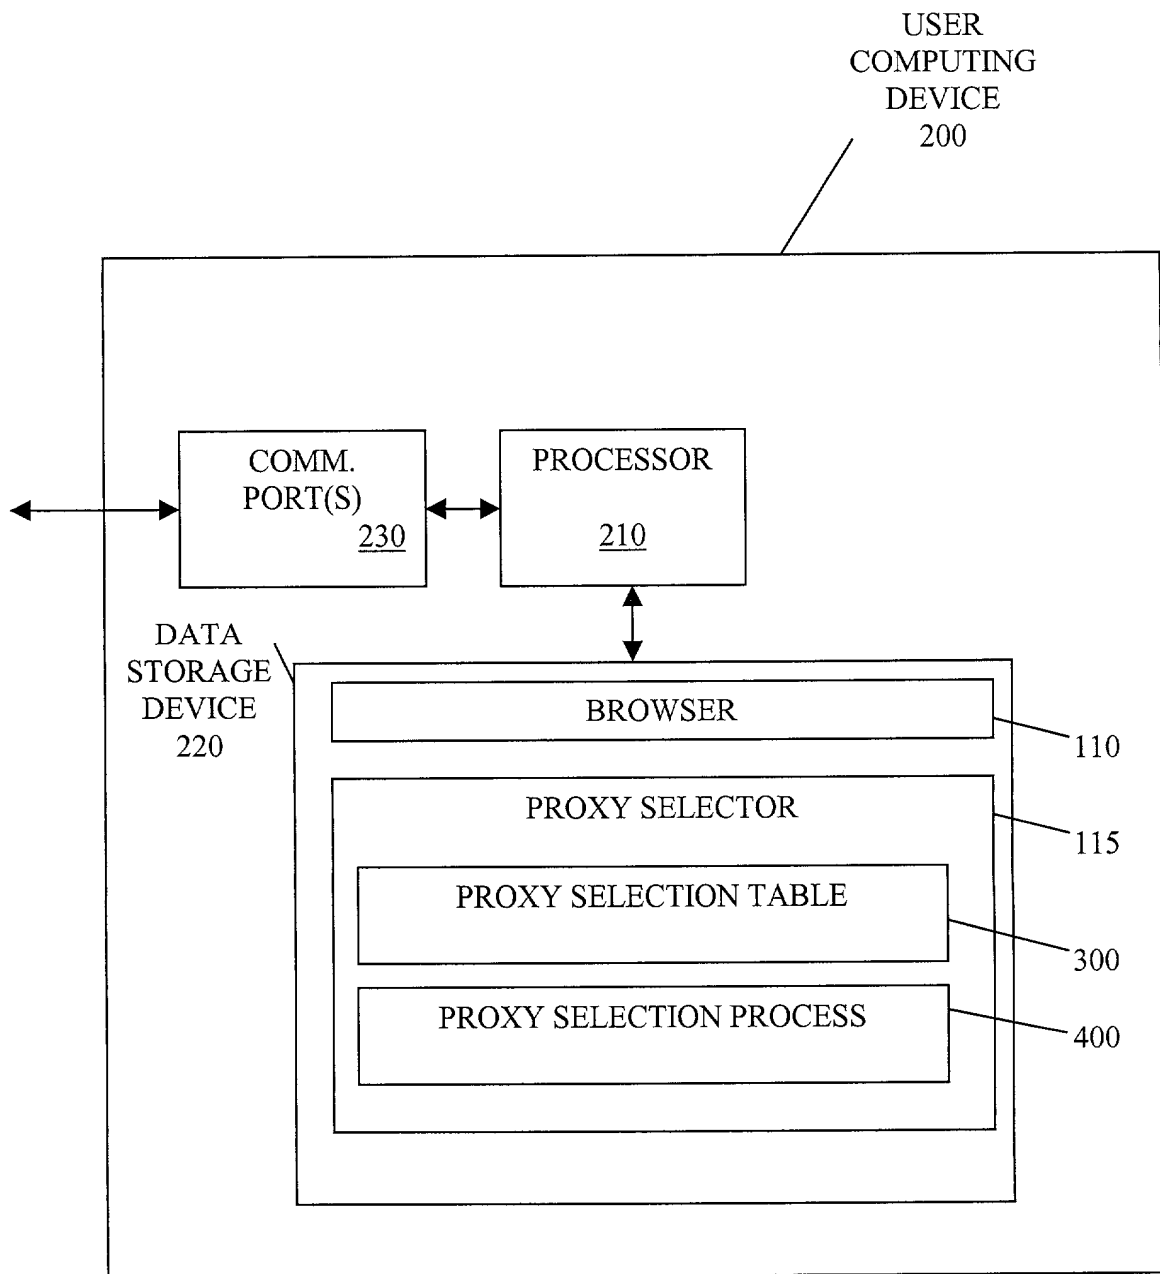 USER
COMPUTING
DEVICE
200
COMM.
PORT(S)
230
PROCESSOR
210
DATA
STORAGE
DEVICE
220
BROWSER
110
PROXY SELECTOR
115
PROXY SELECTION TABLE
300
PROXY SELECTION PROCESS
400